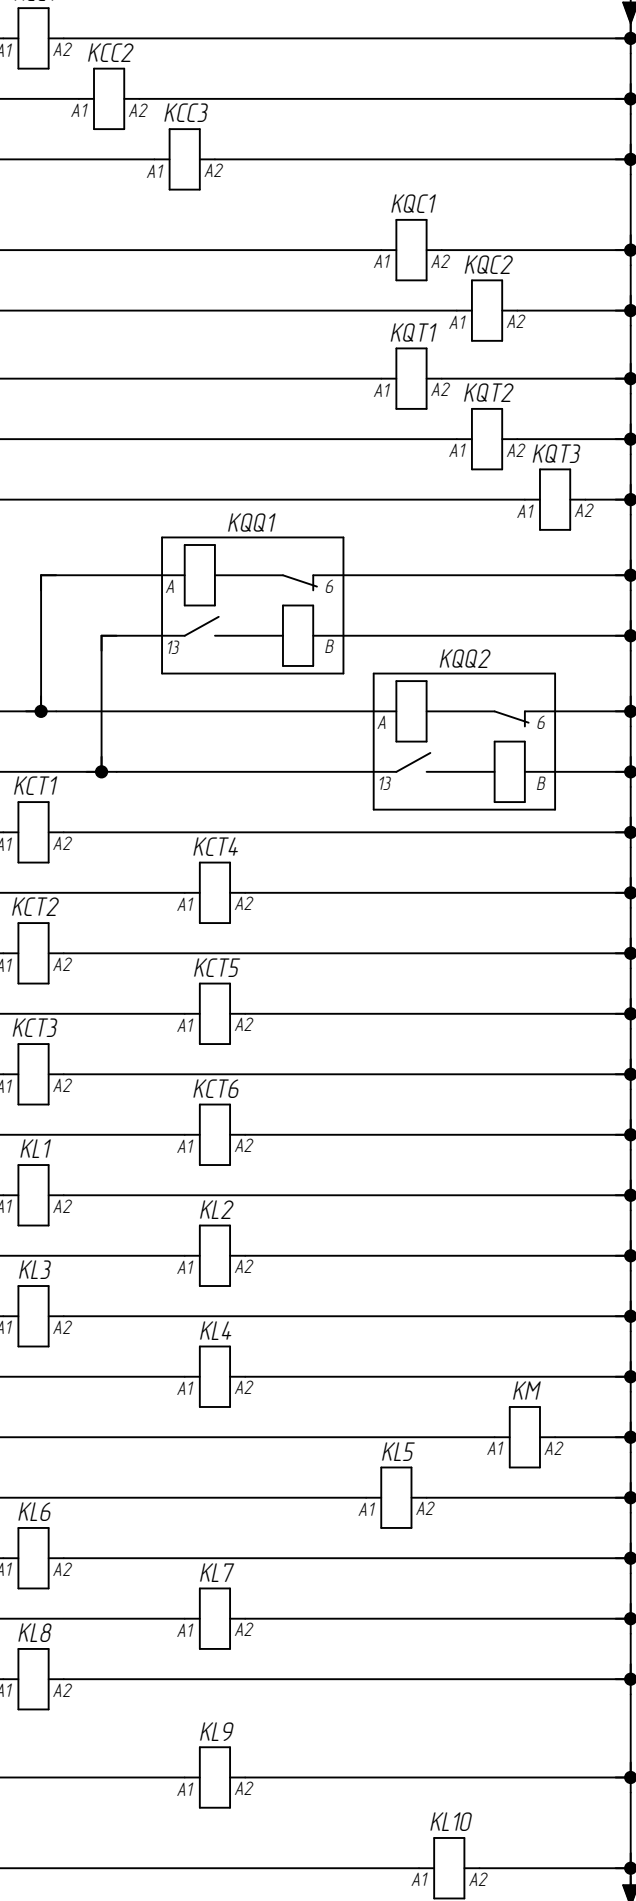 A1 A2
KCC2
A1 A2
KCC3
A1 A2
KQC1
A1 A2
KQC2
A1 A2
KQT1
A1 A2
KQT2
A1 A2
KQT3
A1 A2
KQQ1
A 6
13 B
KQQ2
A 6
13 B
KCT1
A1 A2
KCT4
A1 A2
KCT2
A1 A2
KCT5
A1 A2
KCT3
A1 A2
KCT6
A1 A2
KL1
A1 A2
KL2
A1 A2
KL3
A1 A2
KL4
A1 A2
KM
A1 A2
KL5
A1 A2
KL6
A1 A2
KL7
A1 A2
KL8
A1 A2
KL9
A1 A2
KL10
A1 A2